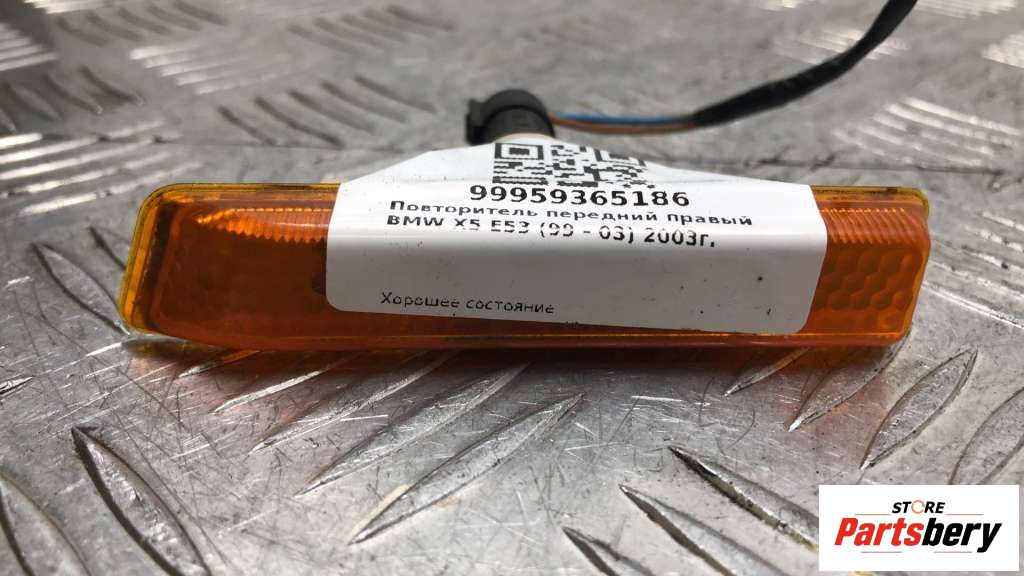 99959365186
Повторитель передний правый
BMW X5 E53 (99 - 03) 2003г.
Хорошее состояние
STORE
Partsbery